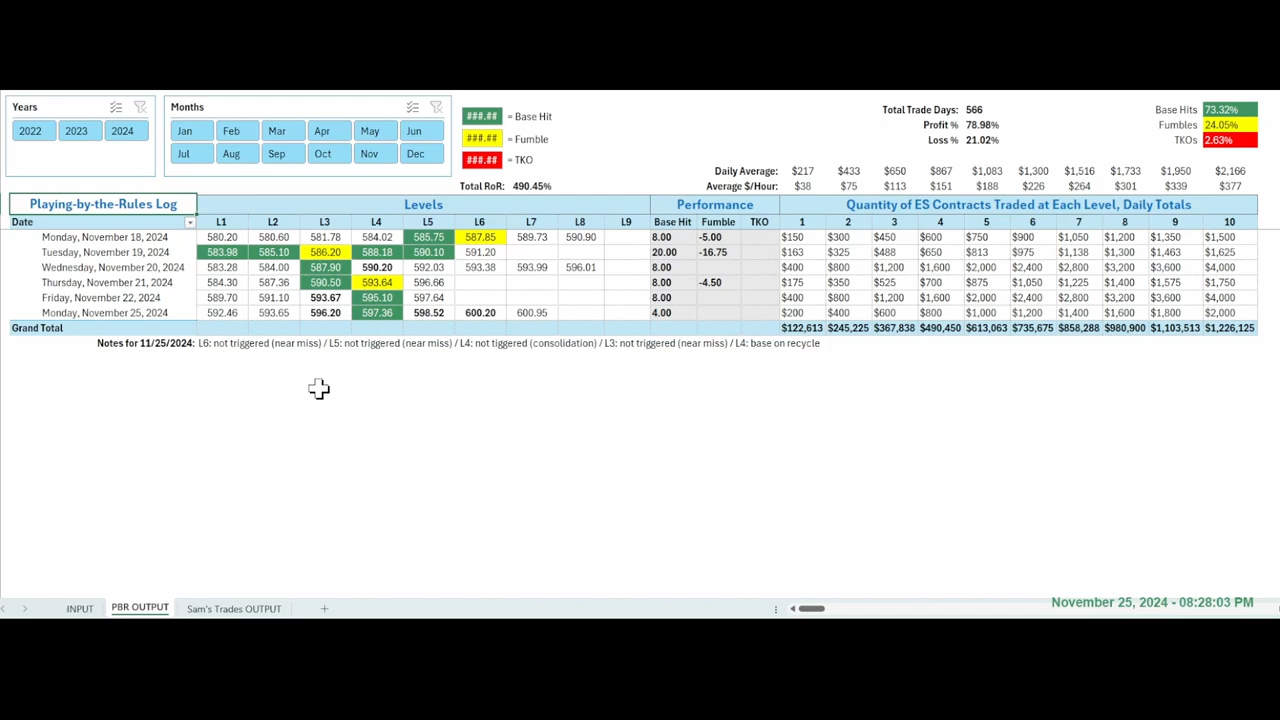 Years
2022 2023 2024
Months
Jan Feb Mar Apr May Jun
Jul Aug Sep Oct Nov Dec
###.## = Base Hit
###.## = Fumble
###.## = TKO
Total RoR: 490.45%
Total Trade Days: 566
Profit % 78.98%
Loss % 21.02%
Base Hits 73.32%
Fumbles 24.05%
TKOs 2.63%
Daily Average: $217 $433 $650 $867 $1,083 $1,300 $1,516 $1,733 $1,950 $2,166
Average $/Hour: $38 $75 $113 $151 $188 $226 $264 $301 $339 $377
Playing-by-the-Rules Log Levels Performance Quantity of ES Contracts Traded at Each Level, Daily Totals
Date L1 L2 L3 L4 L5 L6 L7 L8 L9 Base Hit Fumble TKO 1 2 3 4 5 6 7 8 9 10
Monday, November 18, 2024 580.20 580.60 581.78 584.02 585.75 587.85 589.73 590.90 8.00 -5.00 $150 $300 $450 $600 $750 $900 $1,050 $1,200 $1,350 $1,500
Tuesday, November 19, 2024 583.98 585.10 586.20 588.18 590.10 591.20 20.00 -16.75 $163 $325 $488 $650 $813 $975 $1,138 $1,300 $1,463 $1,625
Wednesday, November 20, 2024 583.28 584.00 587.90 590.20 592.03 593.38 593.99 596.01 8.00 $400 $800 $1,200 $1,600 $2,000 $2,400 $2,800 $3,200 $3,600 $4,000
Thursday, November 21, 2024 584.30 587.36 590.50 593.64 596.66 8.00 -4.50 $175 $350 $525 $700 $875 $1,050 $1,225 $1,400 $1,575 $1,750
Friday, November 22, 2024 589.70 591.10 593.67 595.10 597.64 8.00 $400 $800 $1,200 $1,600 $2,000 $2,400 $2,800 $3,200 $3,600 $4,000
Monday, November 25, 2024 592.46 593.65 596.20 597.36 598.52 600.20 600.95 4.00 $200 $400 $600 $800 $1,000 $1,200 $1,400 $1,600 $1,800 $2,000
Grand Total $122,613 $245,225 $367,838 $490,450 $613,063 $735,675 $858,288 $980,900 $1,103,513 $1,226,125
Notes for 11/25/2024: L6: not triggered (near miss) / L5: not triggered (near miss) / L4: not tiggered (consolidation) / L3: not triggered (near miss) / L4: base on recycle
INPUT PBR OUTPUT Sam's Trades OUTPUT
November 25, 2024 - 08:28:03 PM